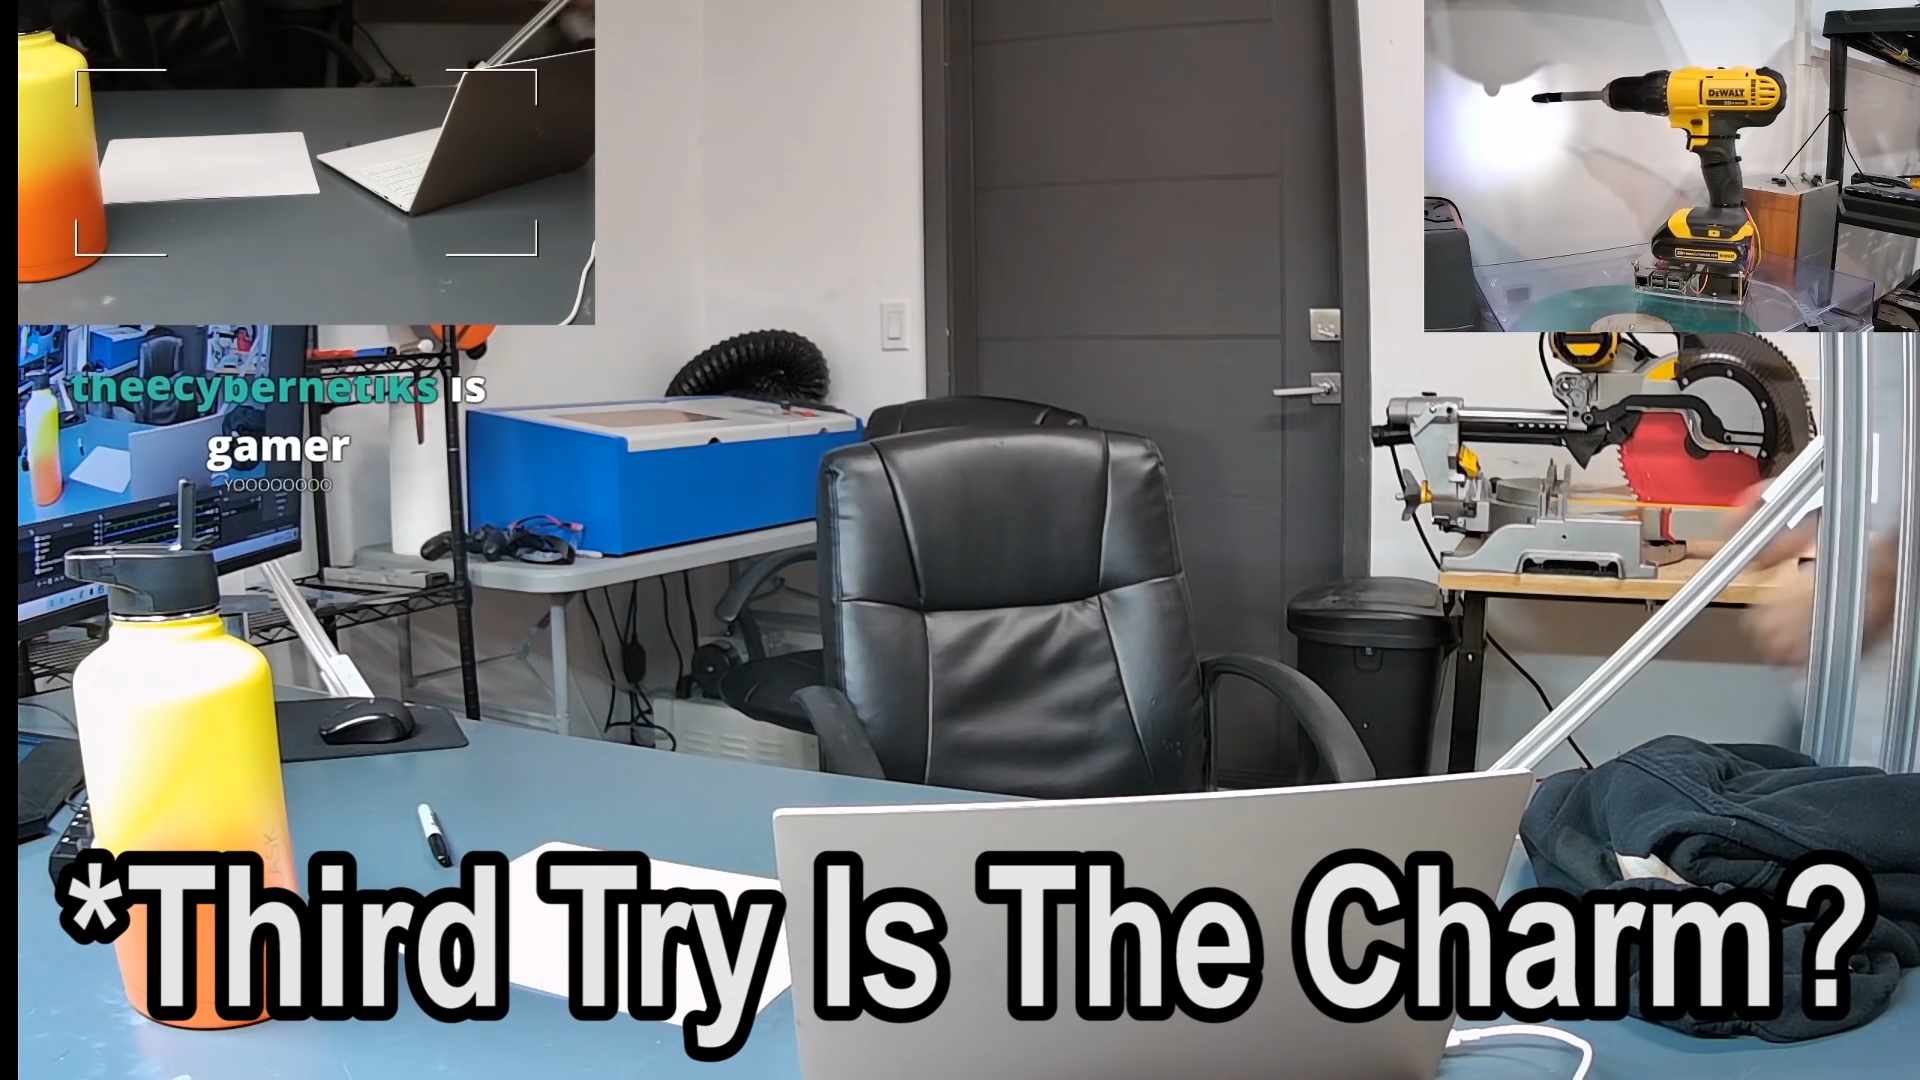 DEWALT
theecybernetiks is
gamer
YOOOOOOOO
*Third Try Is The Charm?